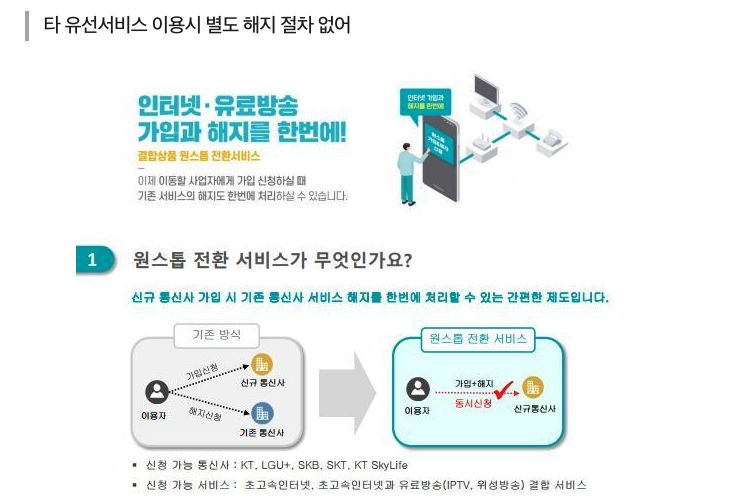 타 유선서비스 이용시 별도 해지 절차 없어
인터넷·유료방송
가입과 해지를 한번에!
결합상품 원스톱 전환서비스
이제 이동할 사업자에게 가입 신청하실 때
기존 서비스의 해지도 한번에 처리하실 수 있습니다.
인터넷 가입과
해지를 한번에
원스톱
1 원스톱 전환 서비스가 무엇인가요?
신규 통신사 가입 시 기존 통신사 서비스 해지를 한번에 처리할 수 있는 간편한 제도입니다.
기존 방식
가입신청
신규 통신사
이용자
해지신청
기존 통신사
원스톱 전환 서비스
가입+해지
동시신청
이용자
신규통신사
▪ 신청 가능 통신사 : KT, LGU+, SKB, SKT, KT SkyLife
▪ 신청 가능 서비스 : 초고속인터넷, 초고속인터넷과 유료방송(IPTV, 위성방송) 결합 서비스